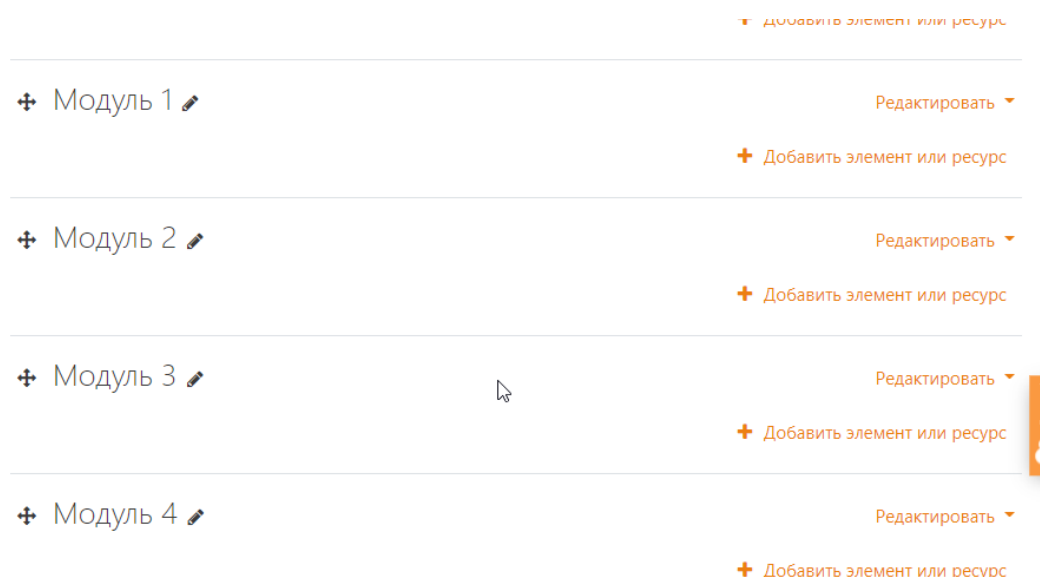 Добавить элемент или ресурс
Модуль 1
Редактировать
Добавить элемент или ресурс
Модуль 2
Редактировать
Добавить элемент или ресурс
Модуль 3
Редактировать
Добавить элемент или ресурс
Модуль 4
Редактировать
Добавить элемент или ресурс